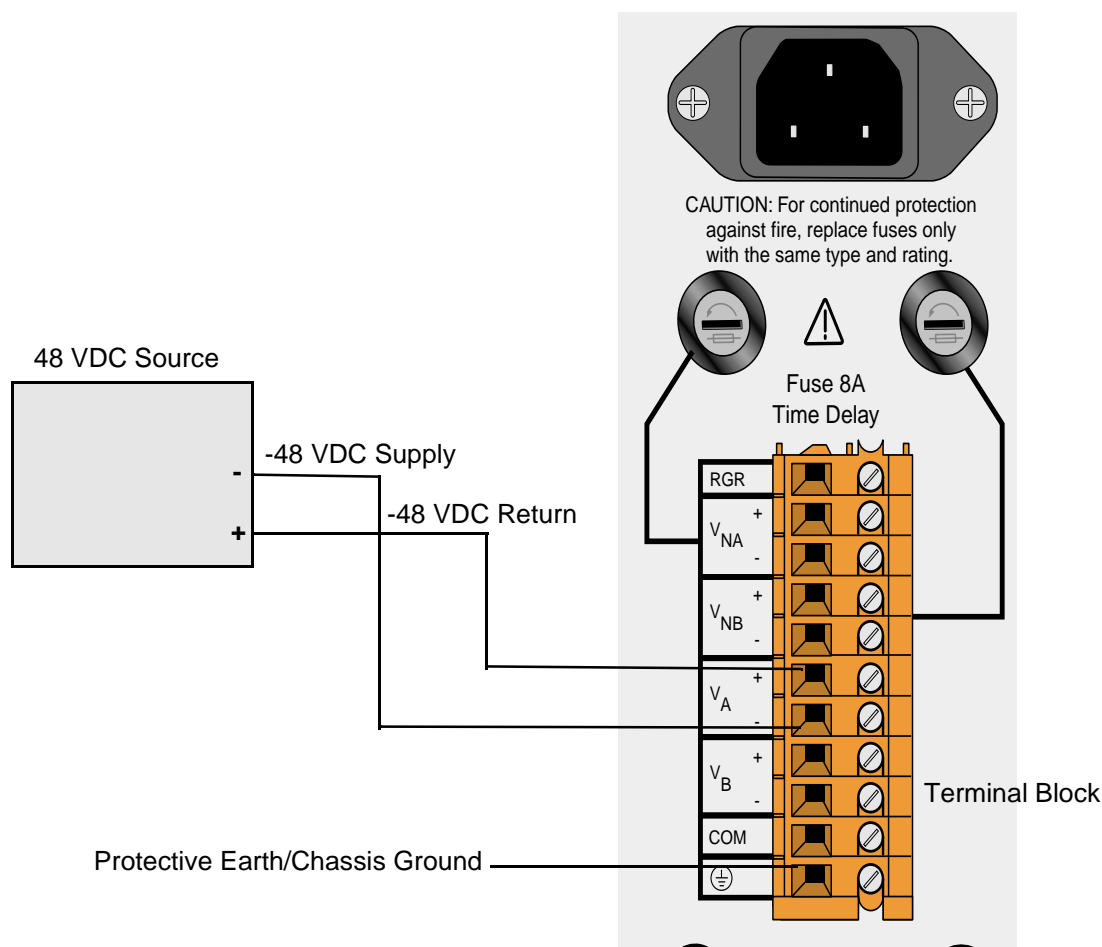 CAUTION: For continued protection
against fire, replace fuses only
with the same type and rating.
48 VDC Source
Fuse 8A
Time Delay
-48 VDC Supply
-
-48 VDC Return
+
RGR
VNA + -
VNB + -
VA + -
VB + -
Terminal Block
COM
Protective Earth/Chassis Ground